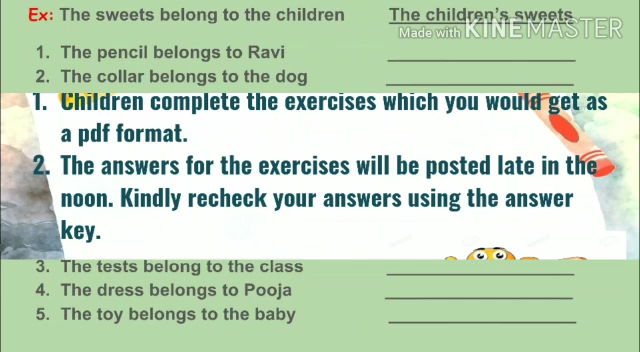 Ex: The sweets belong to the children The children's sweets
Made with KINEMASTER
1. The pencil belongs to Ravi
2. The collar belongs to the dog
1. Children complete the exercises which you would get as
a pdf format.
2. The answers for the exercises will be posted late in the
noon. Kindly recheck your answers using the answer
key.
3. The tests belong to the class
4. The dress belongs to Pooja
5. The toy belongs to the baby